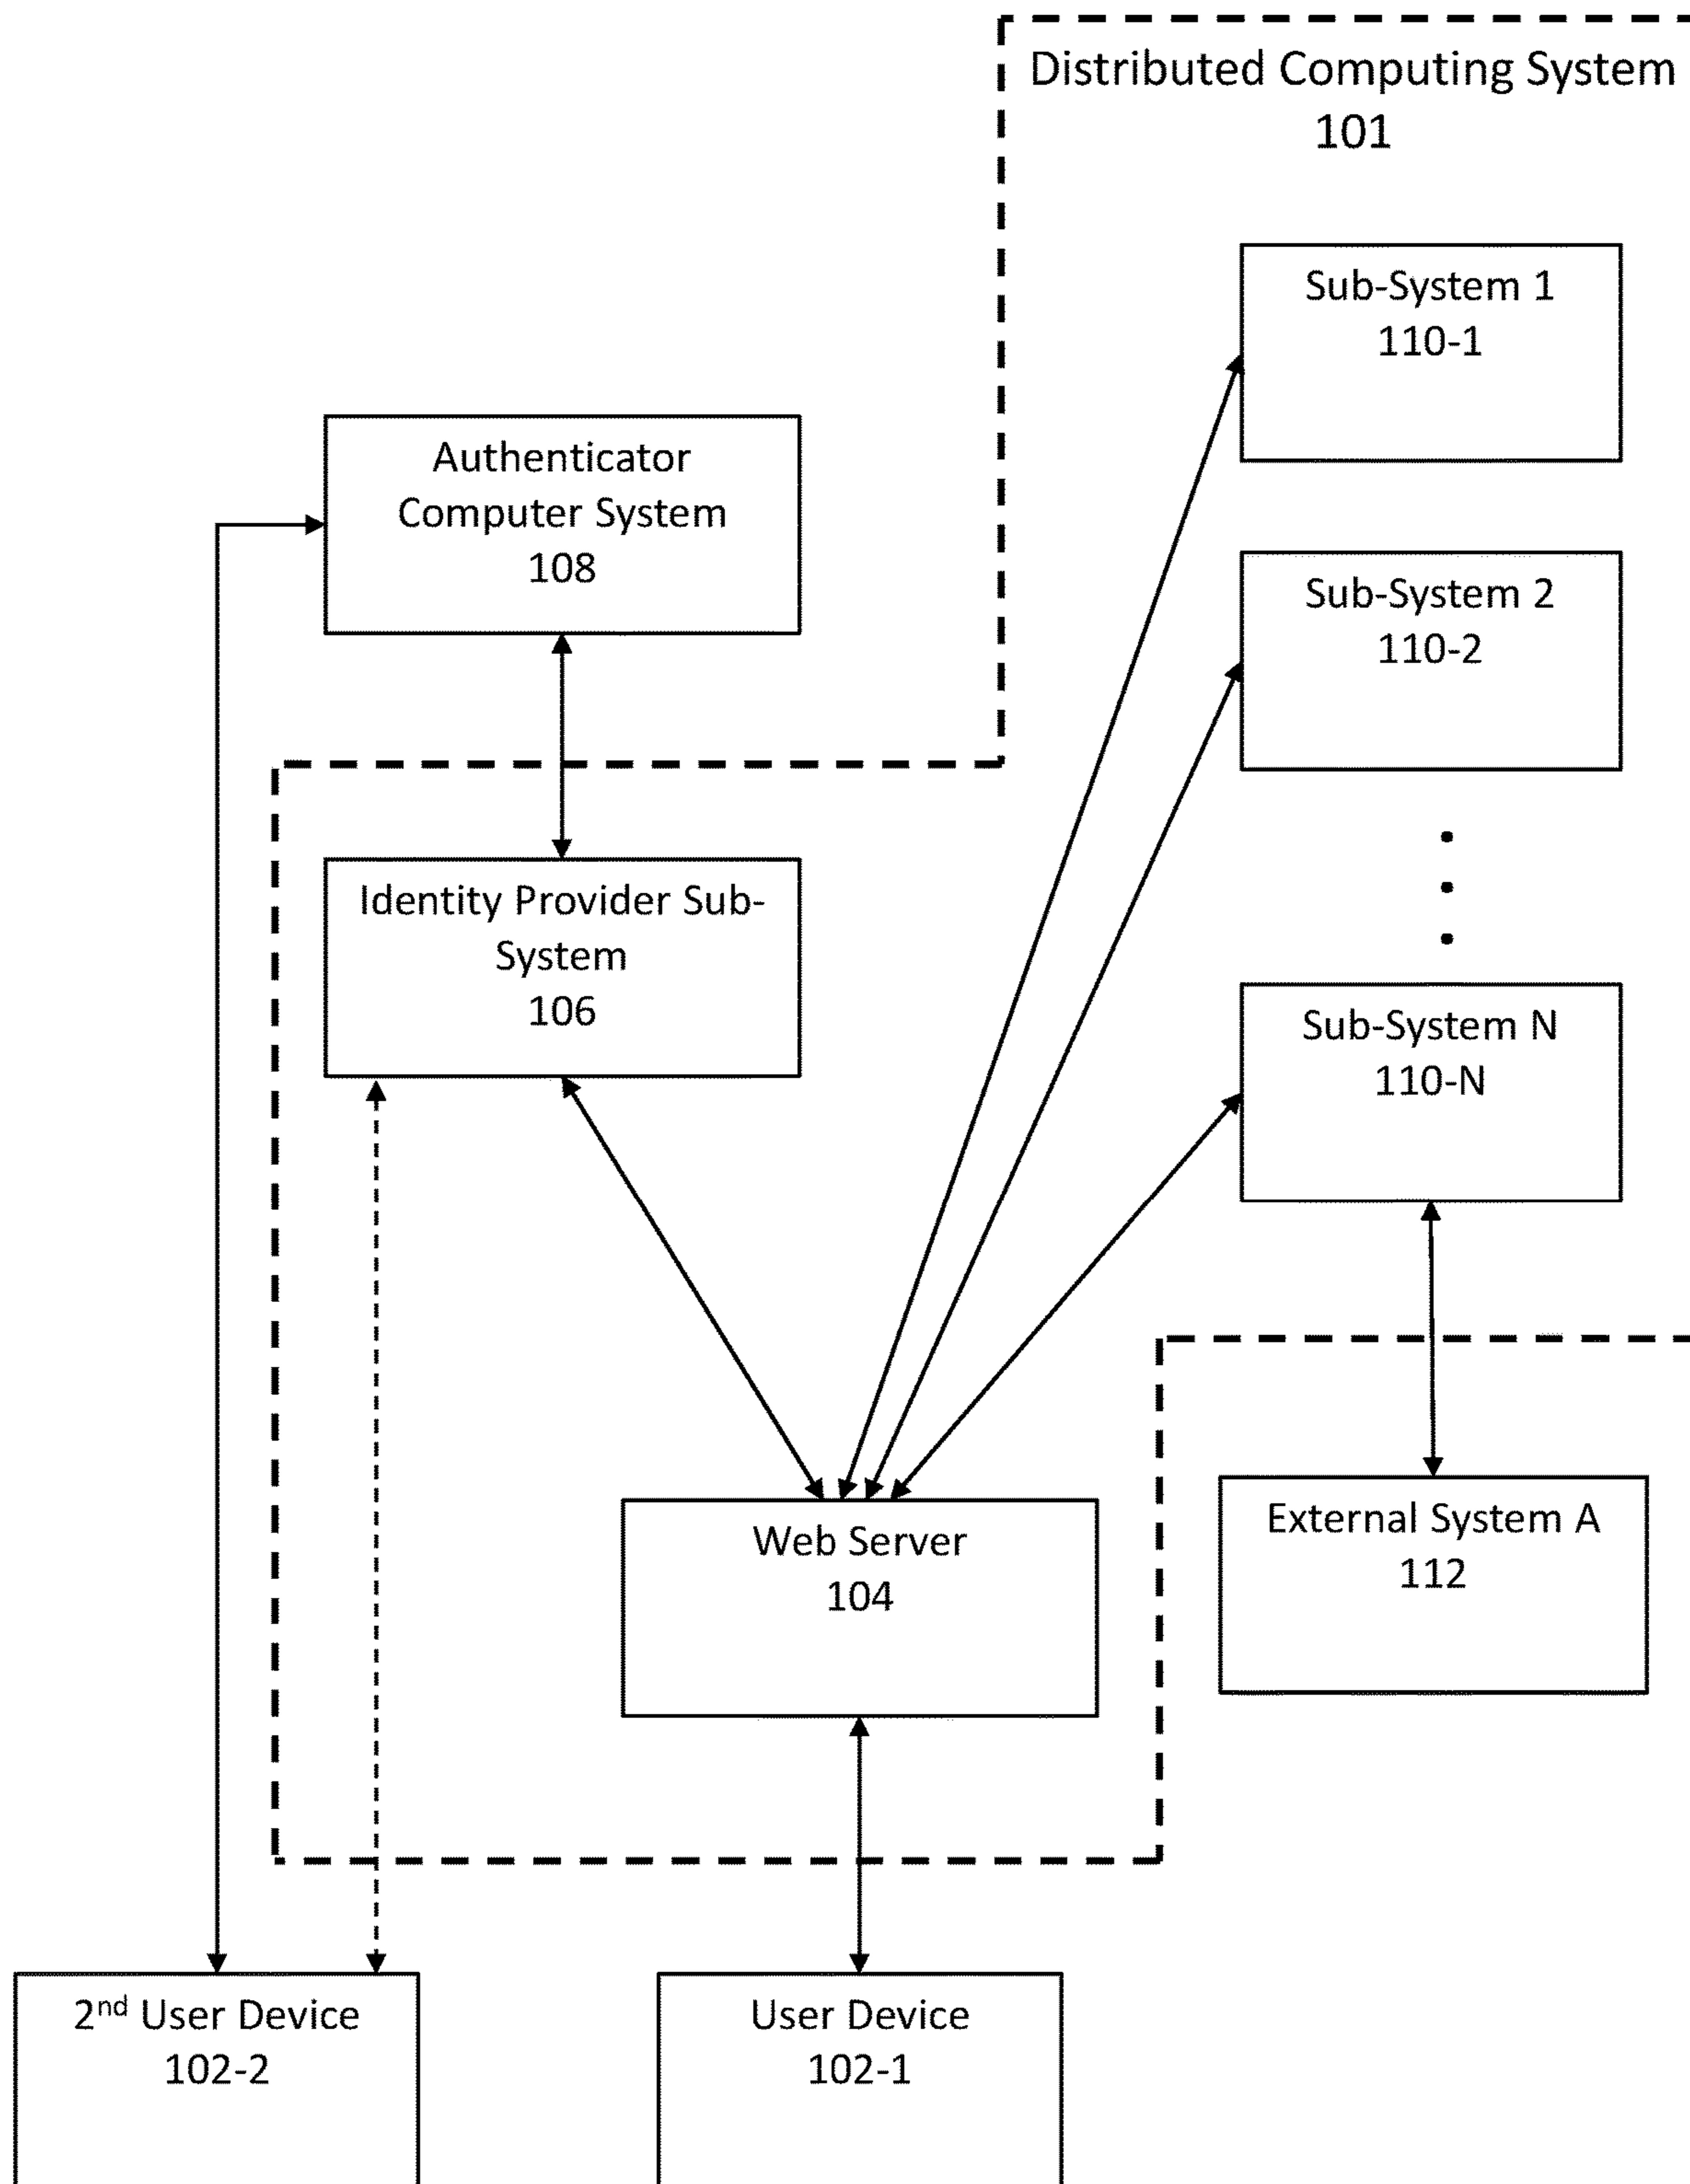 Distributed Computing System
101
Sub-System 1
110-1
Authenticator
Computer System
108
Sub-System 2
110-2
Identity Provider Sub-
System
106
Sub-System N
110-N
Web Server
104
External System A
112
2nd User Device
102-2
User Device
102-1